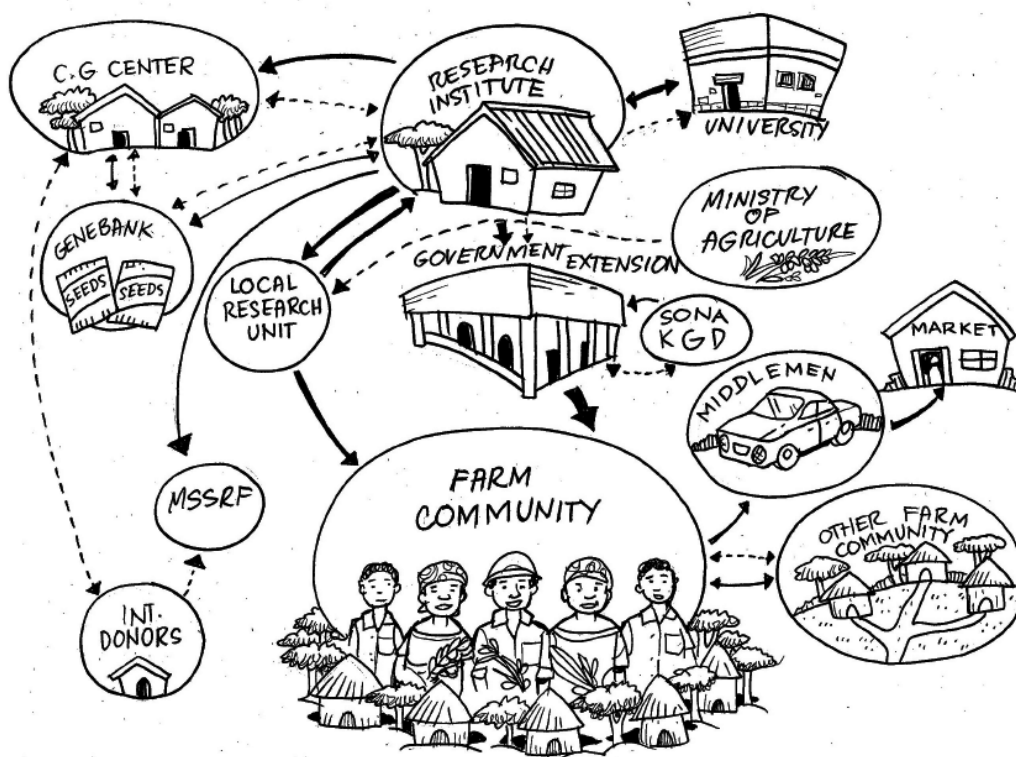 C.G CENTER
RESEARCH
INSTITUTE
UNIVERSITY
MINISTRY
OF
AGRICULTURE
GENEBANK
SEEDS
SEEDS
LOCAL
RESEARCH
UNIT
GOVERNMENT EXTENSION
SONA
K G D
MARKET
MIDDLEMEN
MSSRF
FARM
COMMUNITY
OTHER FARM
COMMUNITY
INT.
DONORS